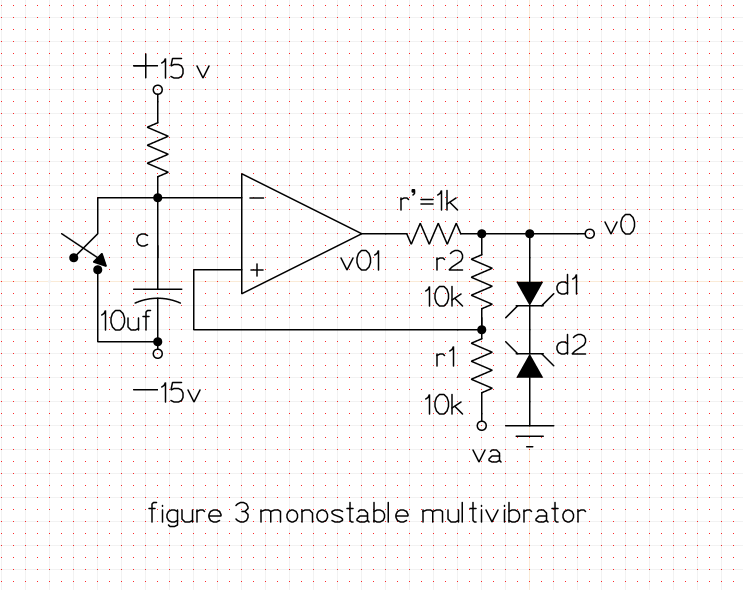 +15 v
r'=1k
v0
c
v01
r2
+
−
10k
d1
10uf
r1
d2
−15v
10k
va
figure 3 monostable multivibrator